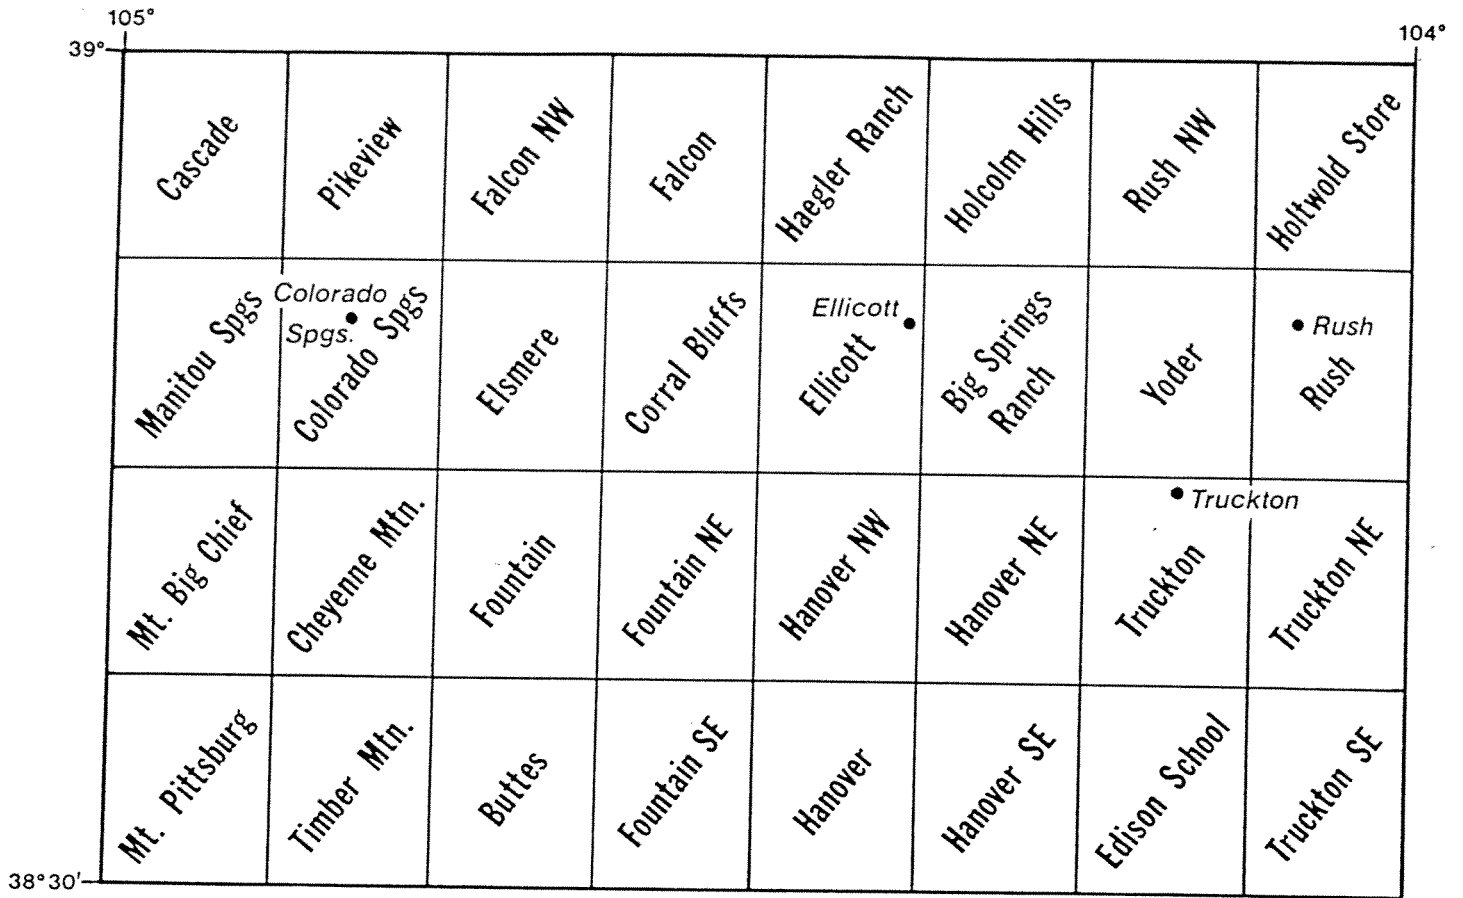 105°
104°
39°
Cascade
Pikeview
Falcon NW
Falcon
Haegler Ranch
Holcolm Hills
Rush NW
Holtwold Store
Manitou Spgs
Colorado
Spgs.
Colorado Spgs
Elsmere
Corral Bluffs
Ellicott
Ellicott
Big Springs
Ranch
Yoder
Rush
Rush
Mt. Big Chief
Cheyenne Mtn.
Fountain
Fountain NE
Hanover NW
Hanover NE
Truckton
Truckton
Truckton NE
Mt. Pittsburg
Timber Mtn.
Buttes
Fountain SE
Hanover
Hanover SE
Edison School
Truckton SE
38°30'